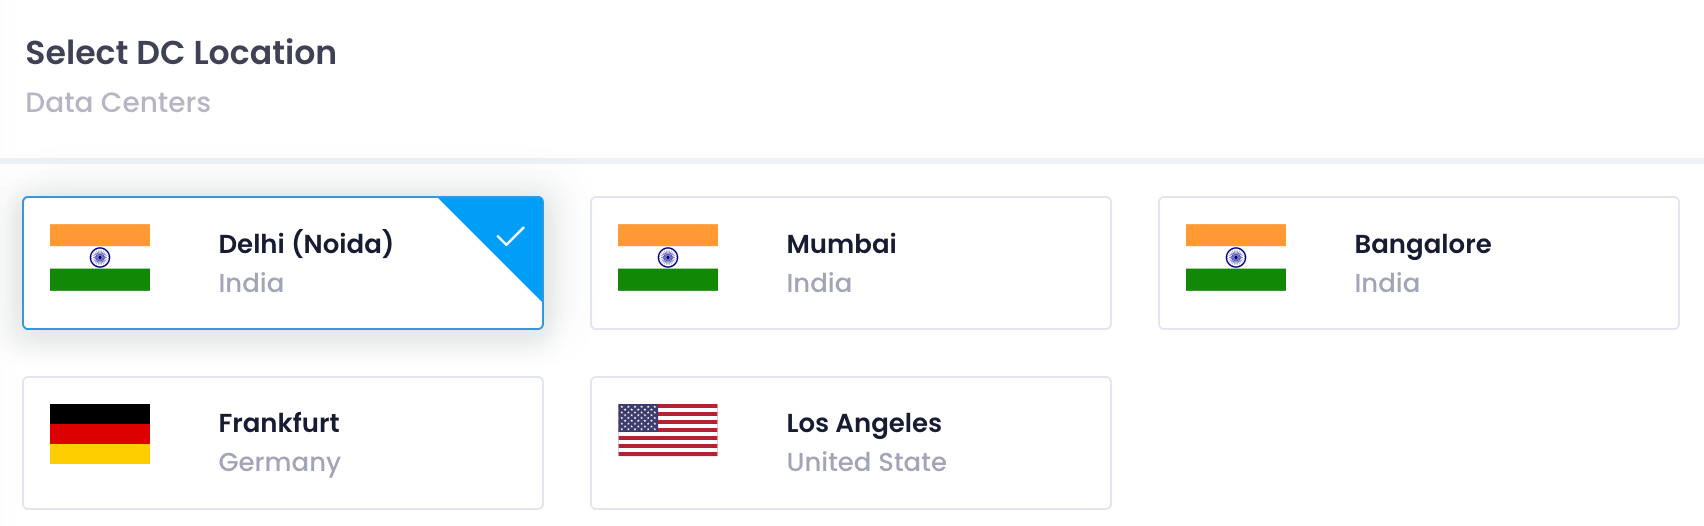 Select DC Location
Data Centers
Delhi (Noida)
India
Mumbai
India
Bangalore
India
Frankfurt
Germany
Los Angeles
United State